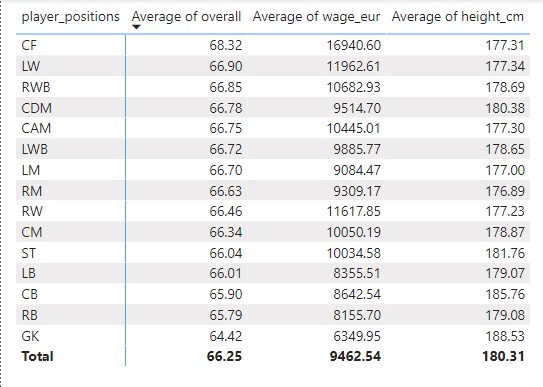 player_positions Average of overall Average of wage_eur Average of height_cm
CF 68.32 16940.60 177.31
LW 66.90 11962.61 177.34
RWB 66.85 10682.93 178.69
CDM 66.78 9514.70 180.38
CAM 66.75 10445.01 177.30
LWB 66.72 9885.77 178.65
LM 66.70 9084.47 177.00
RM 66.63 9309.17 176.89
RW 66.46 11617.85 177.23
CM 66.34 10050.19 178.87
ST 66.04 10034.58 181.76
LB 66.01 8355.51 179.07
CB 65.90 8642.54 185.76
RB 65.79 8155.70 179.08
GK 64.42 6349.95 188.53
Total 66.25 9462.54 180.31